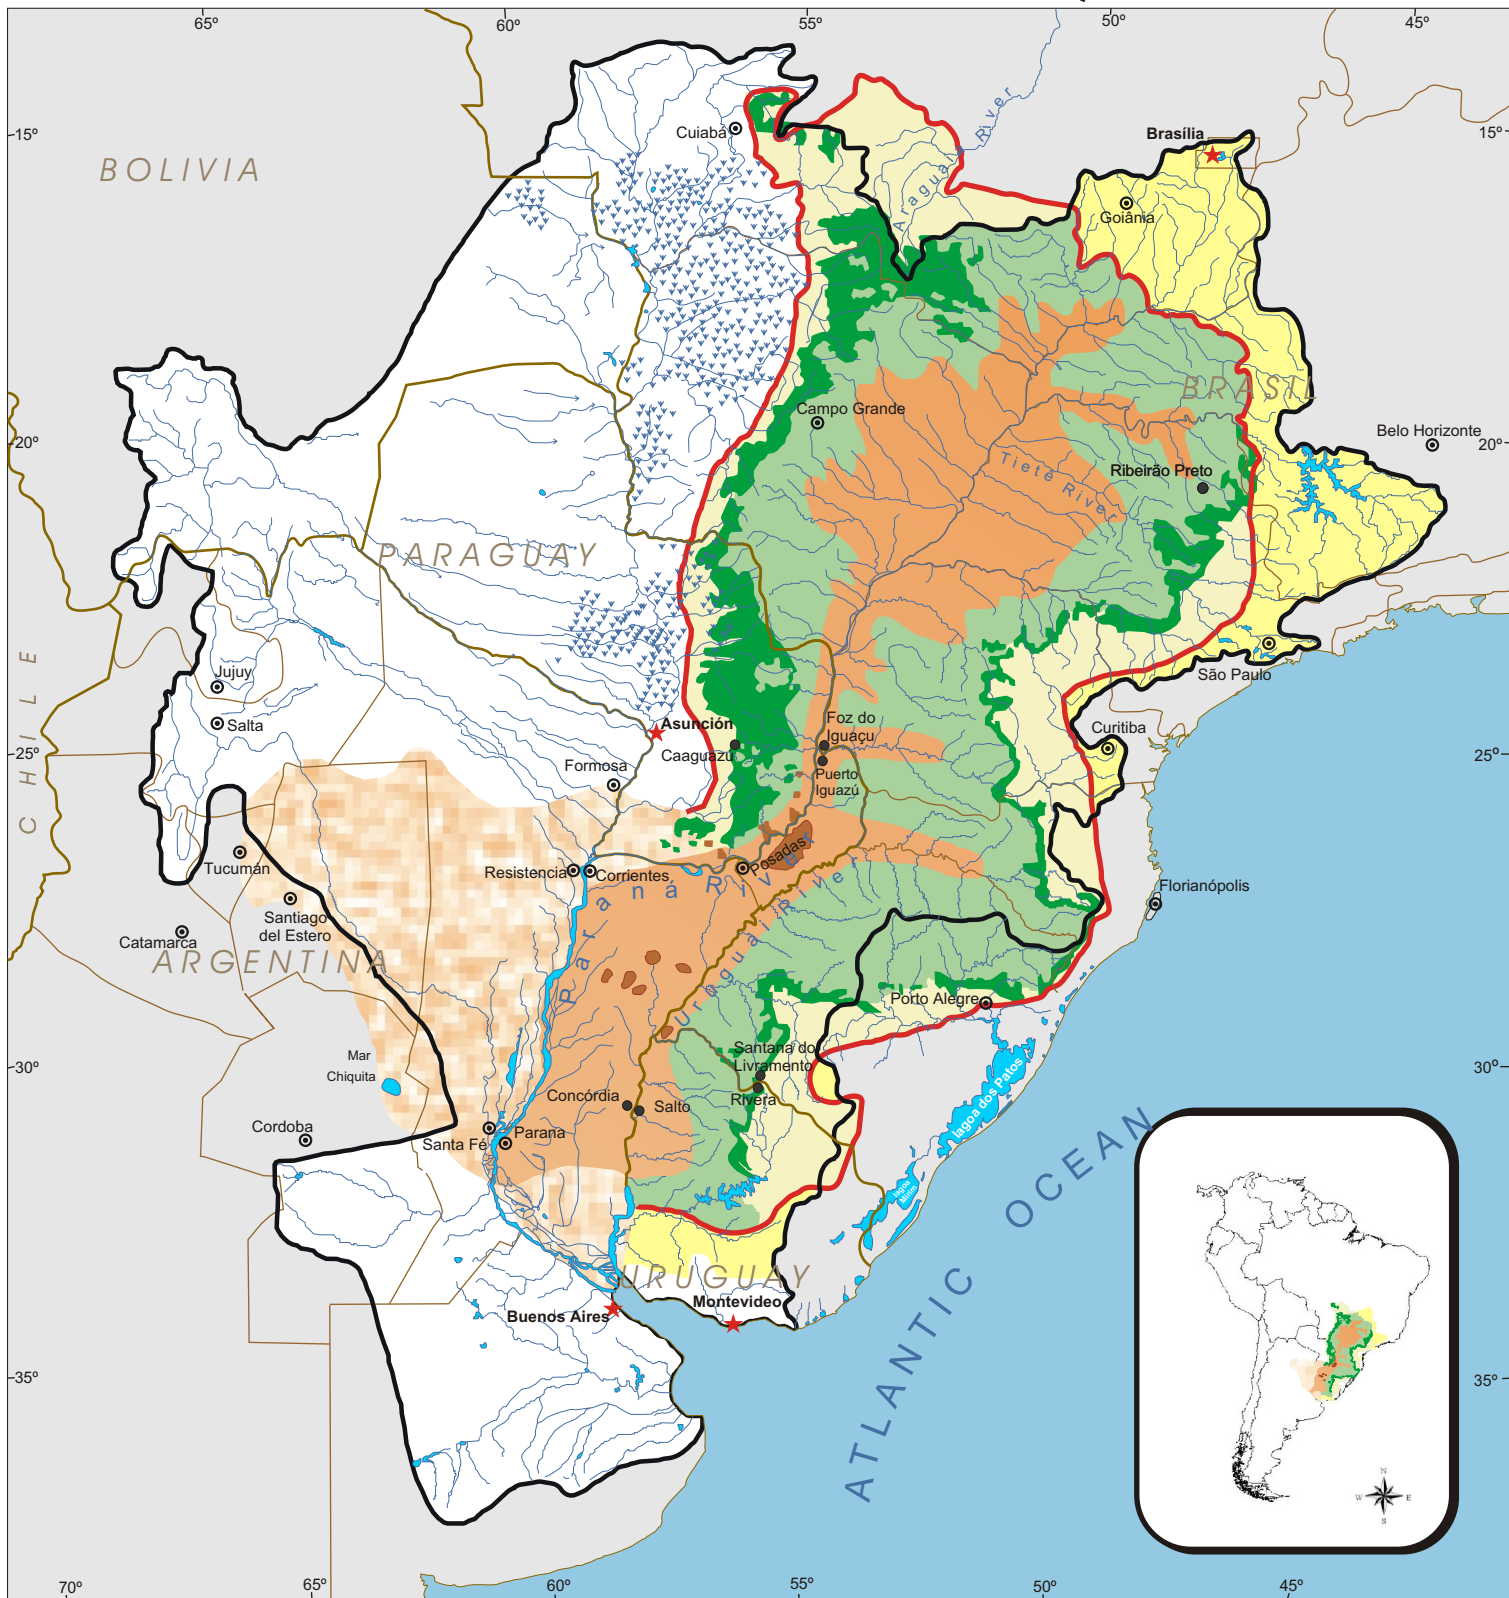 65º
60º
55º
50º
45º
15º
15º
Brasília
Cuiabá
BOLIVIA
Araguaia River
Goiânia
BRASIL
Campo Grande
Belo Horizonte
20º
20º
Tietê River
Ribeirão Preto
PARAGUAY
CHILE
Jujuy
São Paulo
Salta
Asunción
Foz do
Iguaçu
Curitiba
25º
25º
Caaguazú
Formosa
Puerto
Iguazú
Tucumán
Resistencia
Corrientes
Posadas
Paraná River
Uruguai River
Florianópolis
Santiago
del Estero
Catamarca
ARGENTINA
Porto Alegre
Mar
Chiquita
Santana do
Livramento
30º
30º
Rivera
lagoa dos Patos
Concórdia
Salto
Cordoba
Santa Fé
Parana
lagoa
Mirim
ATLANTIC OCEAN
URUGUAY
Montevideo
Buenos Aires
35º
35º
N
W
E
S
70º
65º
60º
55º
50º
45º